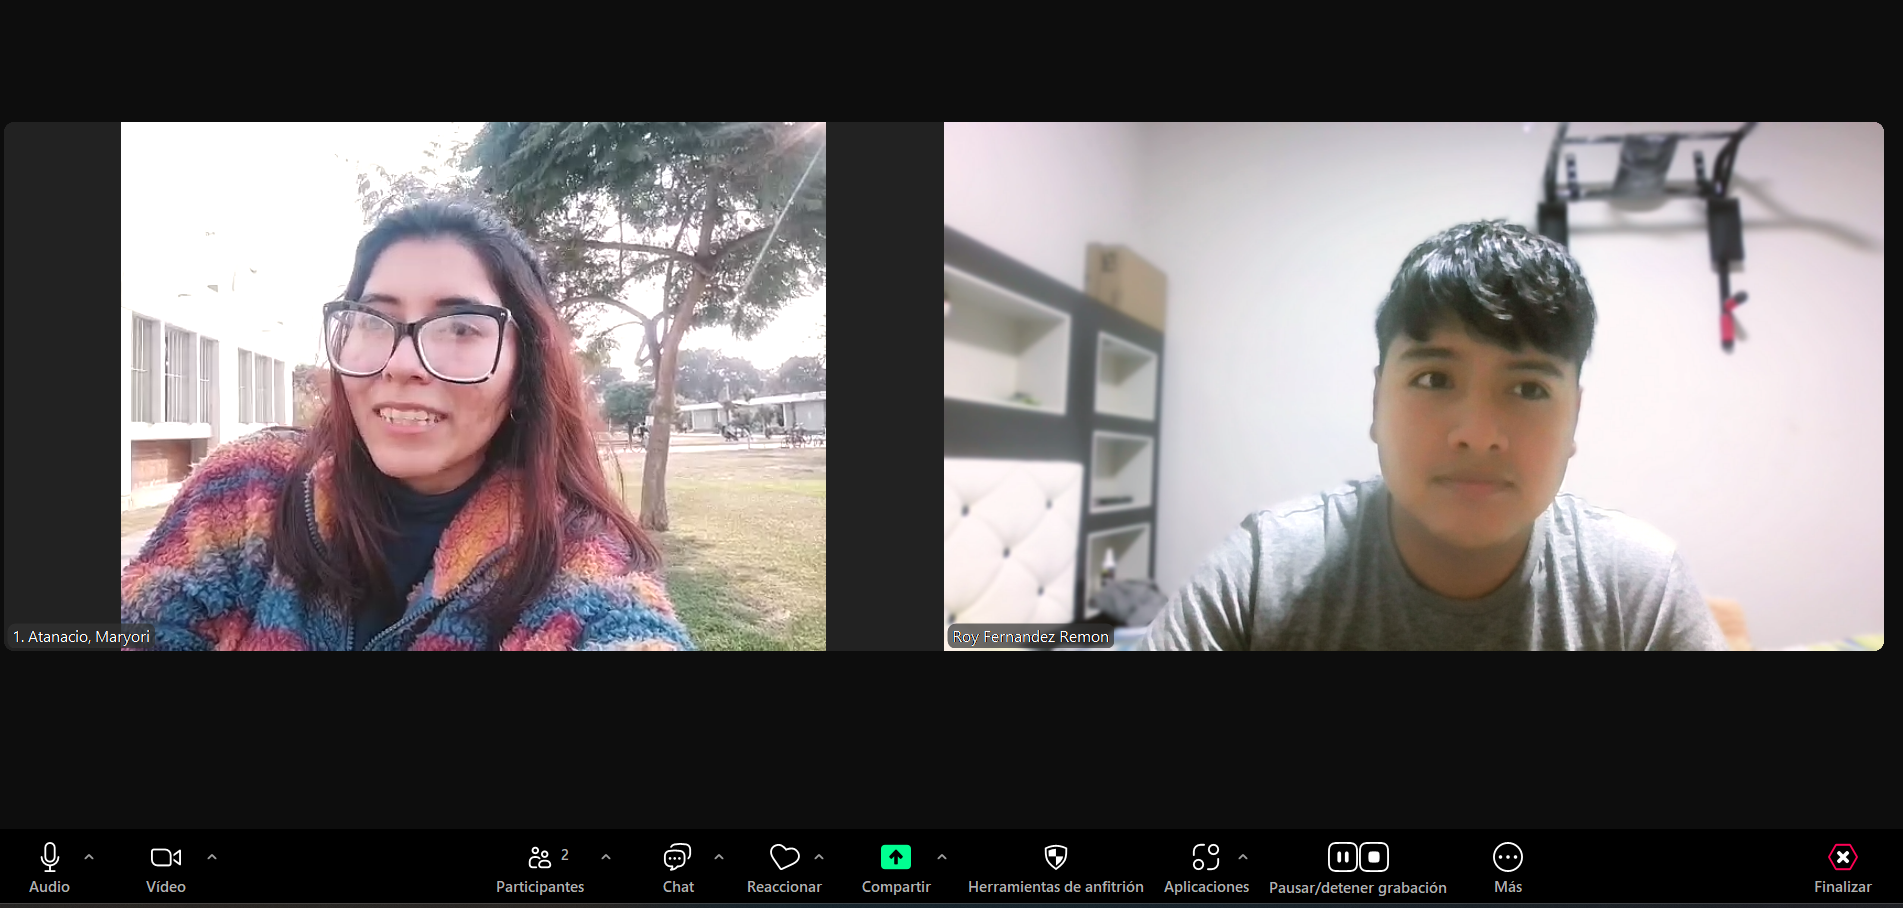 1. Atanacio, Maryori
Roy Fernandez Remon
Audio
Vídeo
Participantes
2
Chat
Reaccionar
Compartir
Herramientas de anfitrión
Aplicaciones
Pausar/detener grabación
Más
Finalizar